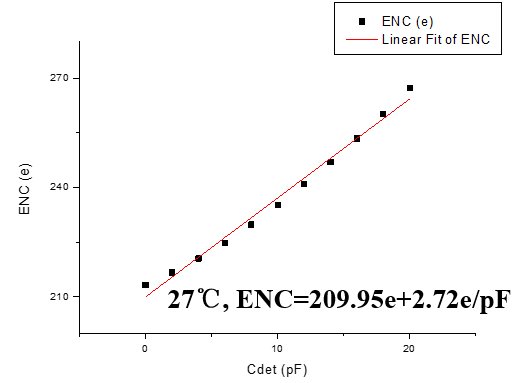 ENC (e)
Linear Fit of ENC
270
240
210
ENC (e)
27℃, ENC=209.95e+2.72e/pF
0
10
20
Cdet (pF)